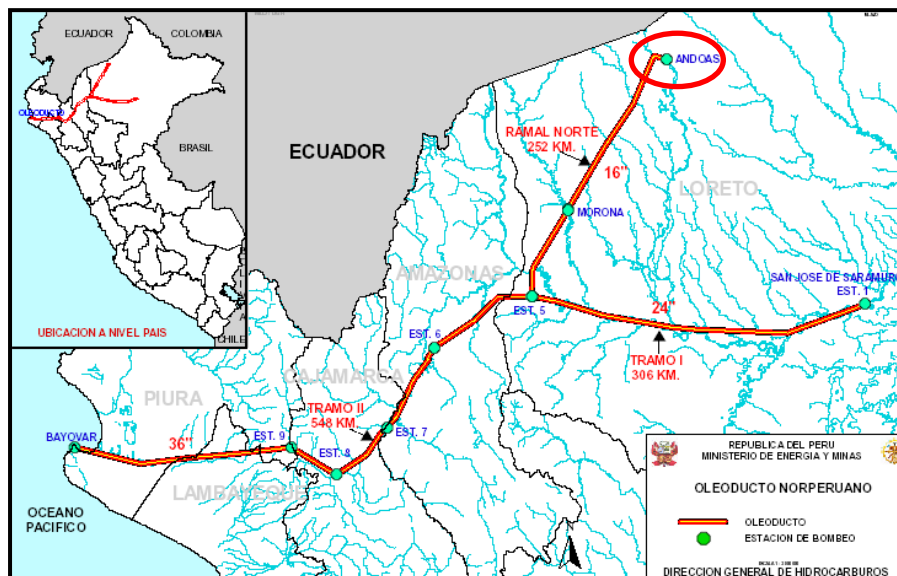 ECUADOR
COLOMBIA
OLEODUCTO
BRASIL
UBICACION A NIVEL PAIS
CHILE
ANDOAS
ECUADOR
RAMAL NORTE
252 KM.
16"
LORETO
MORONA
AMAZONAS
SAN JOSE DE SARAMURO
EST. 1
EST. 5
24"
EST. 6
TRAMO I
306 KM.
CAJAMARCA
PIURA
TRAMO II
548 KM.
EST. 7
BAYOVAR
36"
EST. 9
EST. 8
LAMBAYEQUE
OCEANO
PACIFICO
REPUBLICA DEL PERU
MINISTERIO DE ENERGIA Y MINAS
OLEODUCTO NORPERUANO
OLEODUCTO
ESTACION DE BOMBEO
DIRECCION GENERAL DE HIDROCARBUROS